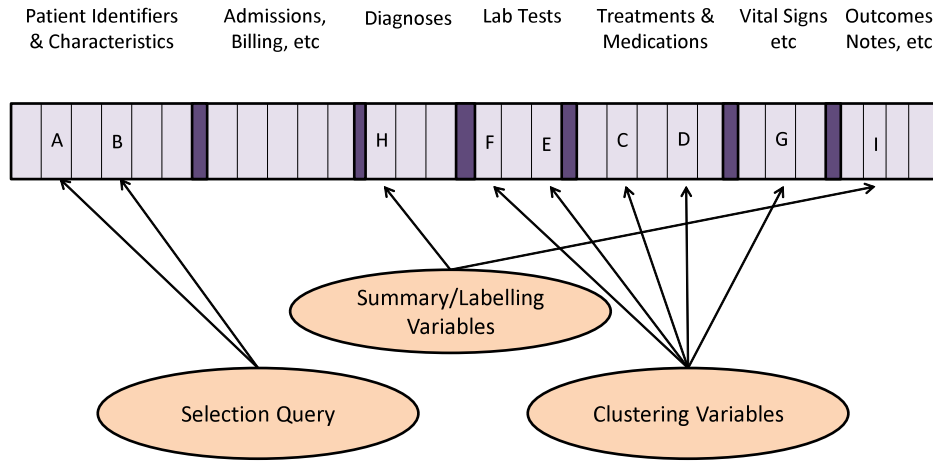 Patient Identifiers
& Characteristics
Admissions,
Billing, etc
Diagnoses
Lab Tests
Treatments &
Medications
Vital Signs
etc
Outcomes
Notes, etc
A
B
H
F
E
C
D
G
I
Summary/Labelling
Variables
Selection Query
Clustering Variables